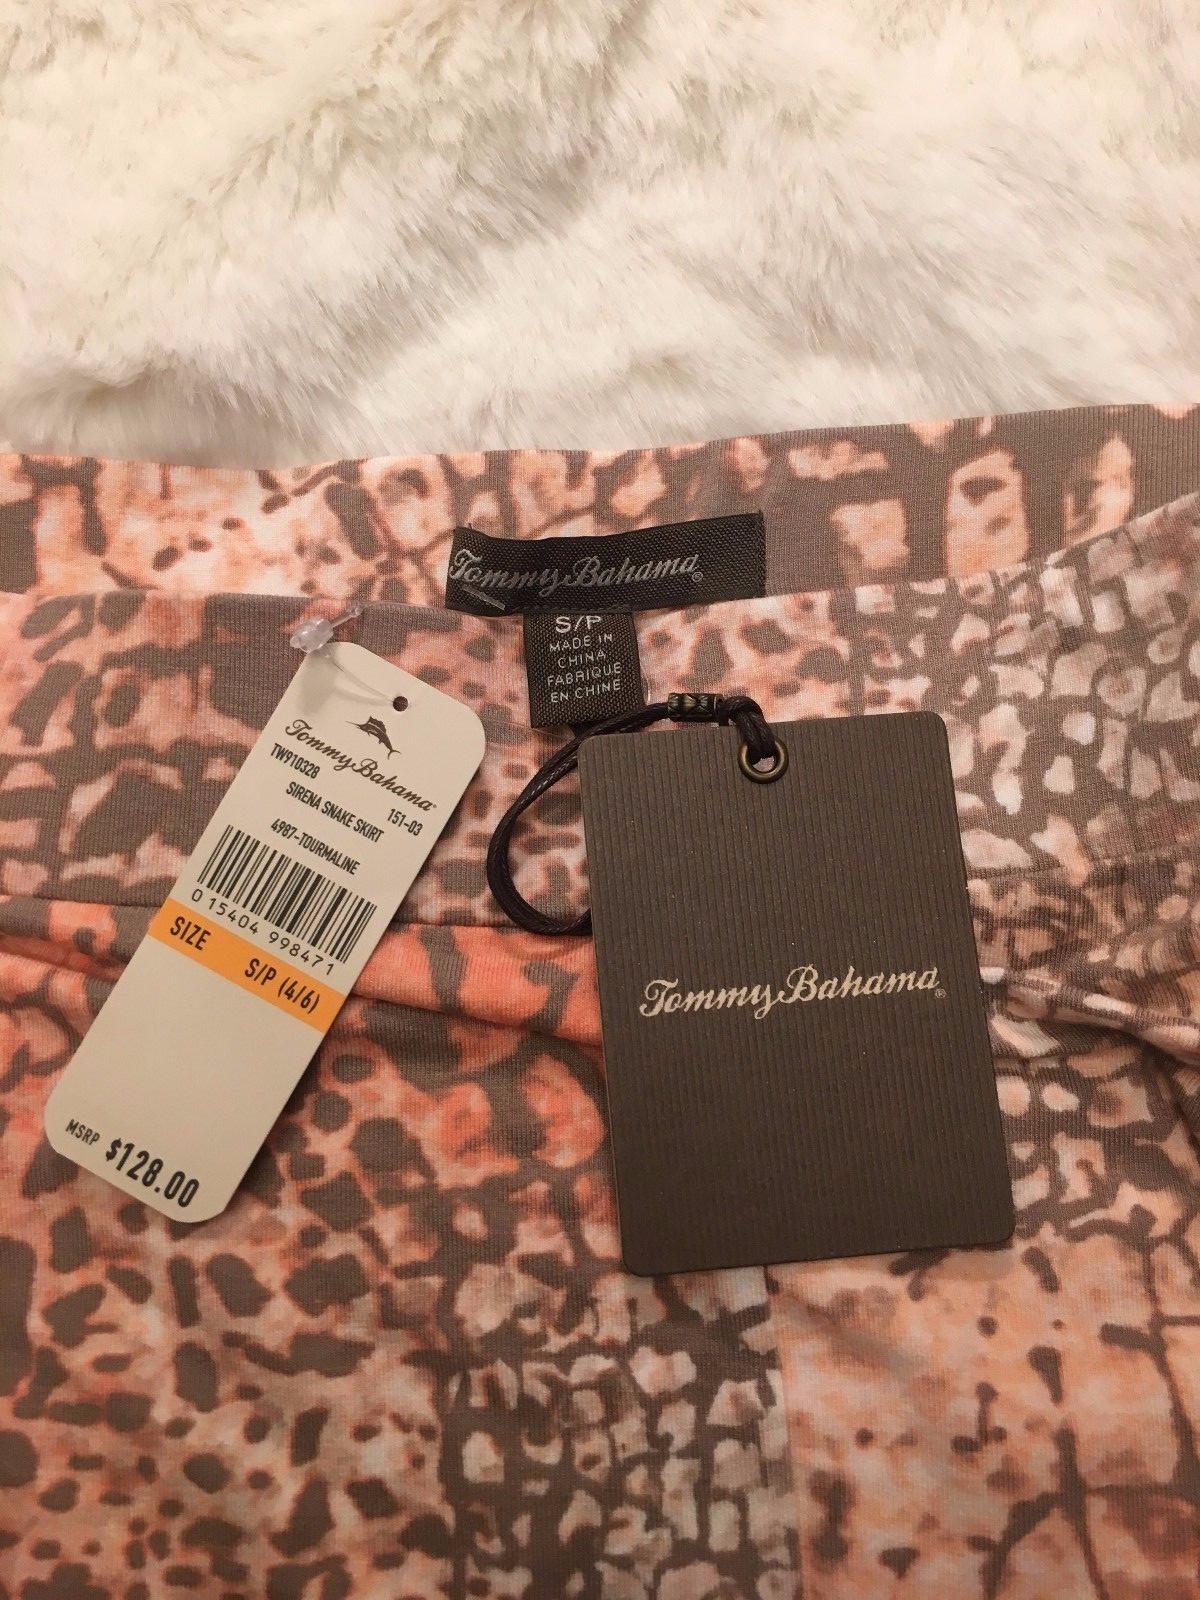 Tommy Bahama®
S/P
MADE IN
CHINA
FABRIQUE
EN CHINE
Tommy Bahama®
TW910328
151-03
SIRENA SNAKE SKIRT
4987-TOURMALINE
0 15404 998471
SIZE
S/P (4/6)
MSRP $128.00
Tommy Bahama®